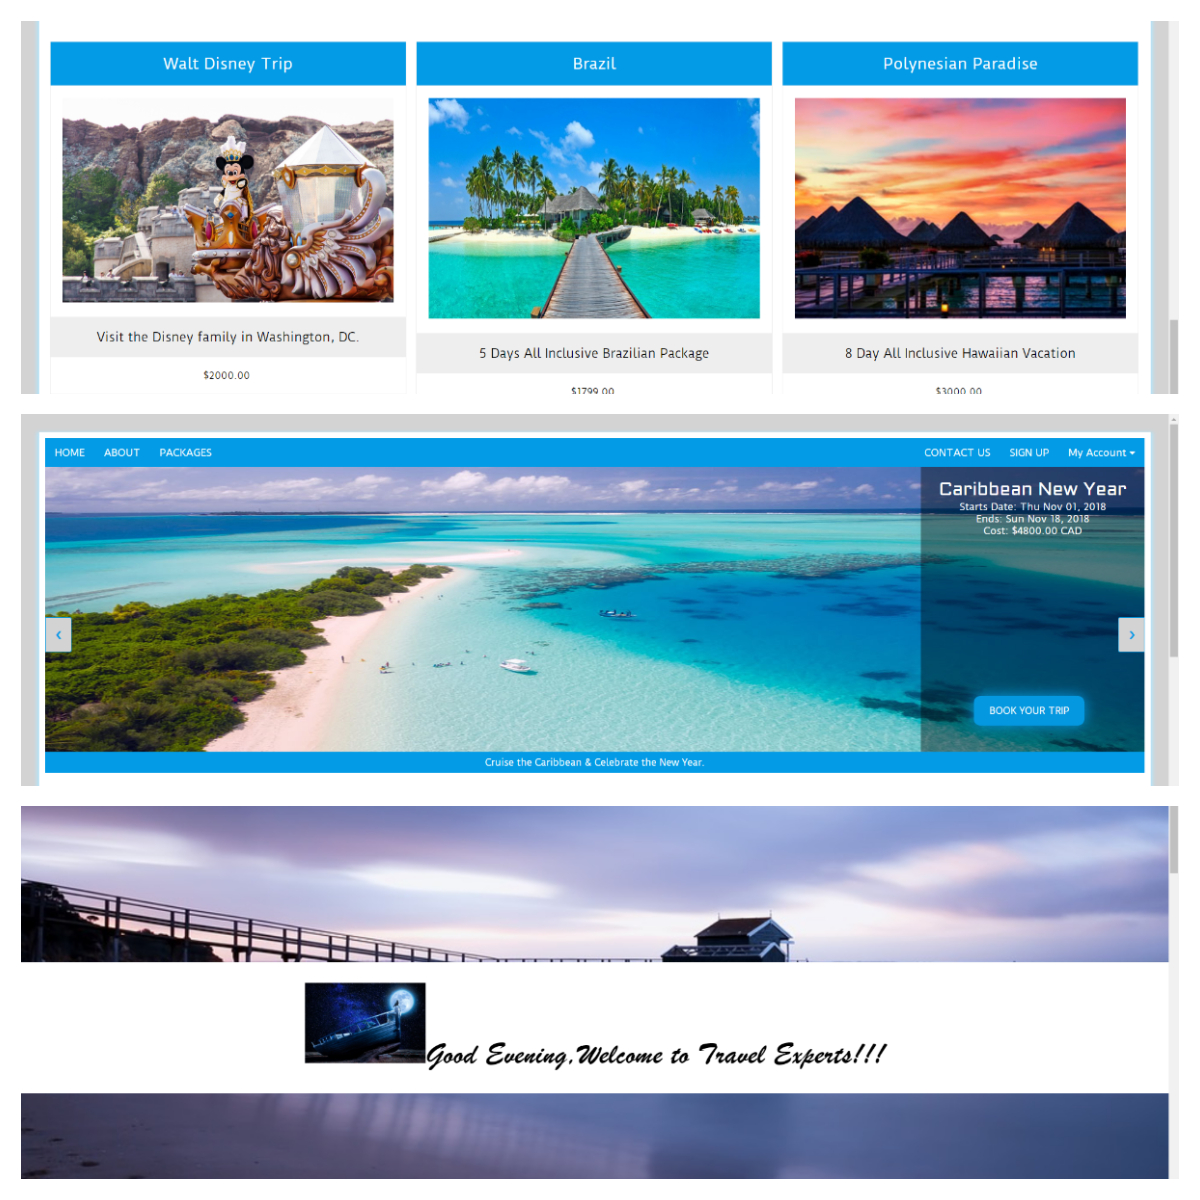 Walt Disney Trip
Brazil
Polynesian Paradise
Visit the Disney family in Washington, DC.
5 Days All Inclusive Brazilian Package
8 Day All Inclusive Hawaiian Vacation
$2000.00
$1799.00
$3000.00
HOME ABOUT PACKAGES
CONTACT US SIGN UP My Account
Caribbean New Year
Starts Date: Thu Nov 01, 2018
Ends: Sun Nov 18, 2018
Cost: $4800.00 CAD
‹
›
BOOK YOUR TRIP
Cruise the Caribbean & Celebrate the New Year.
Good Evening,Welcome to Travel Experts!!!